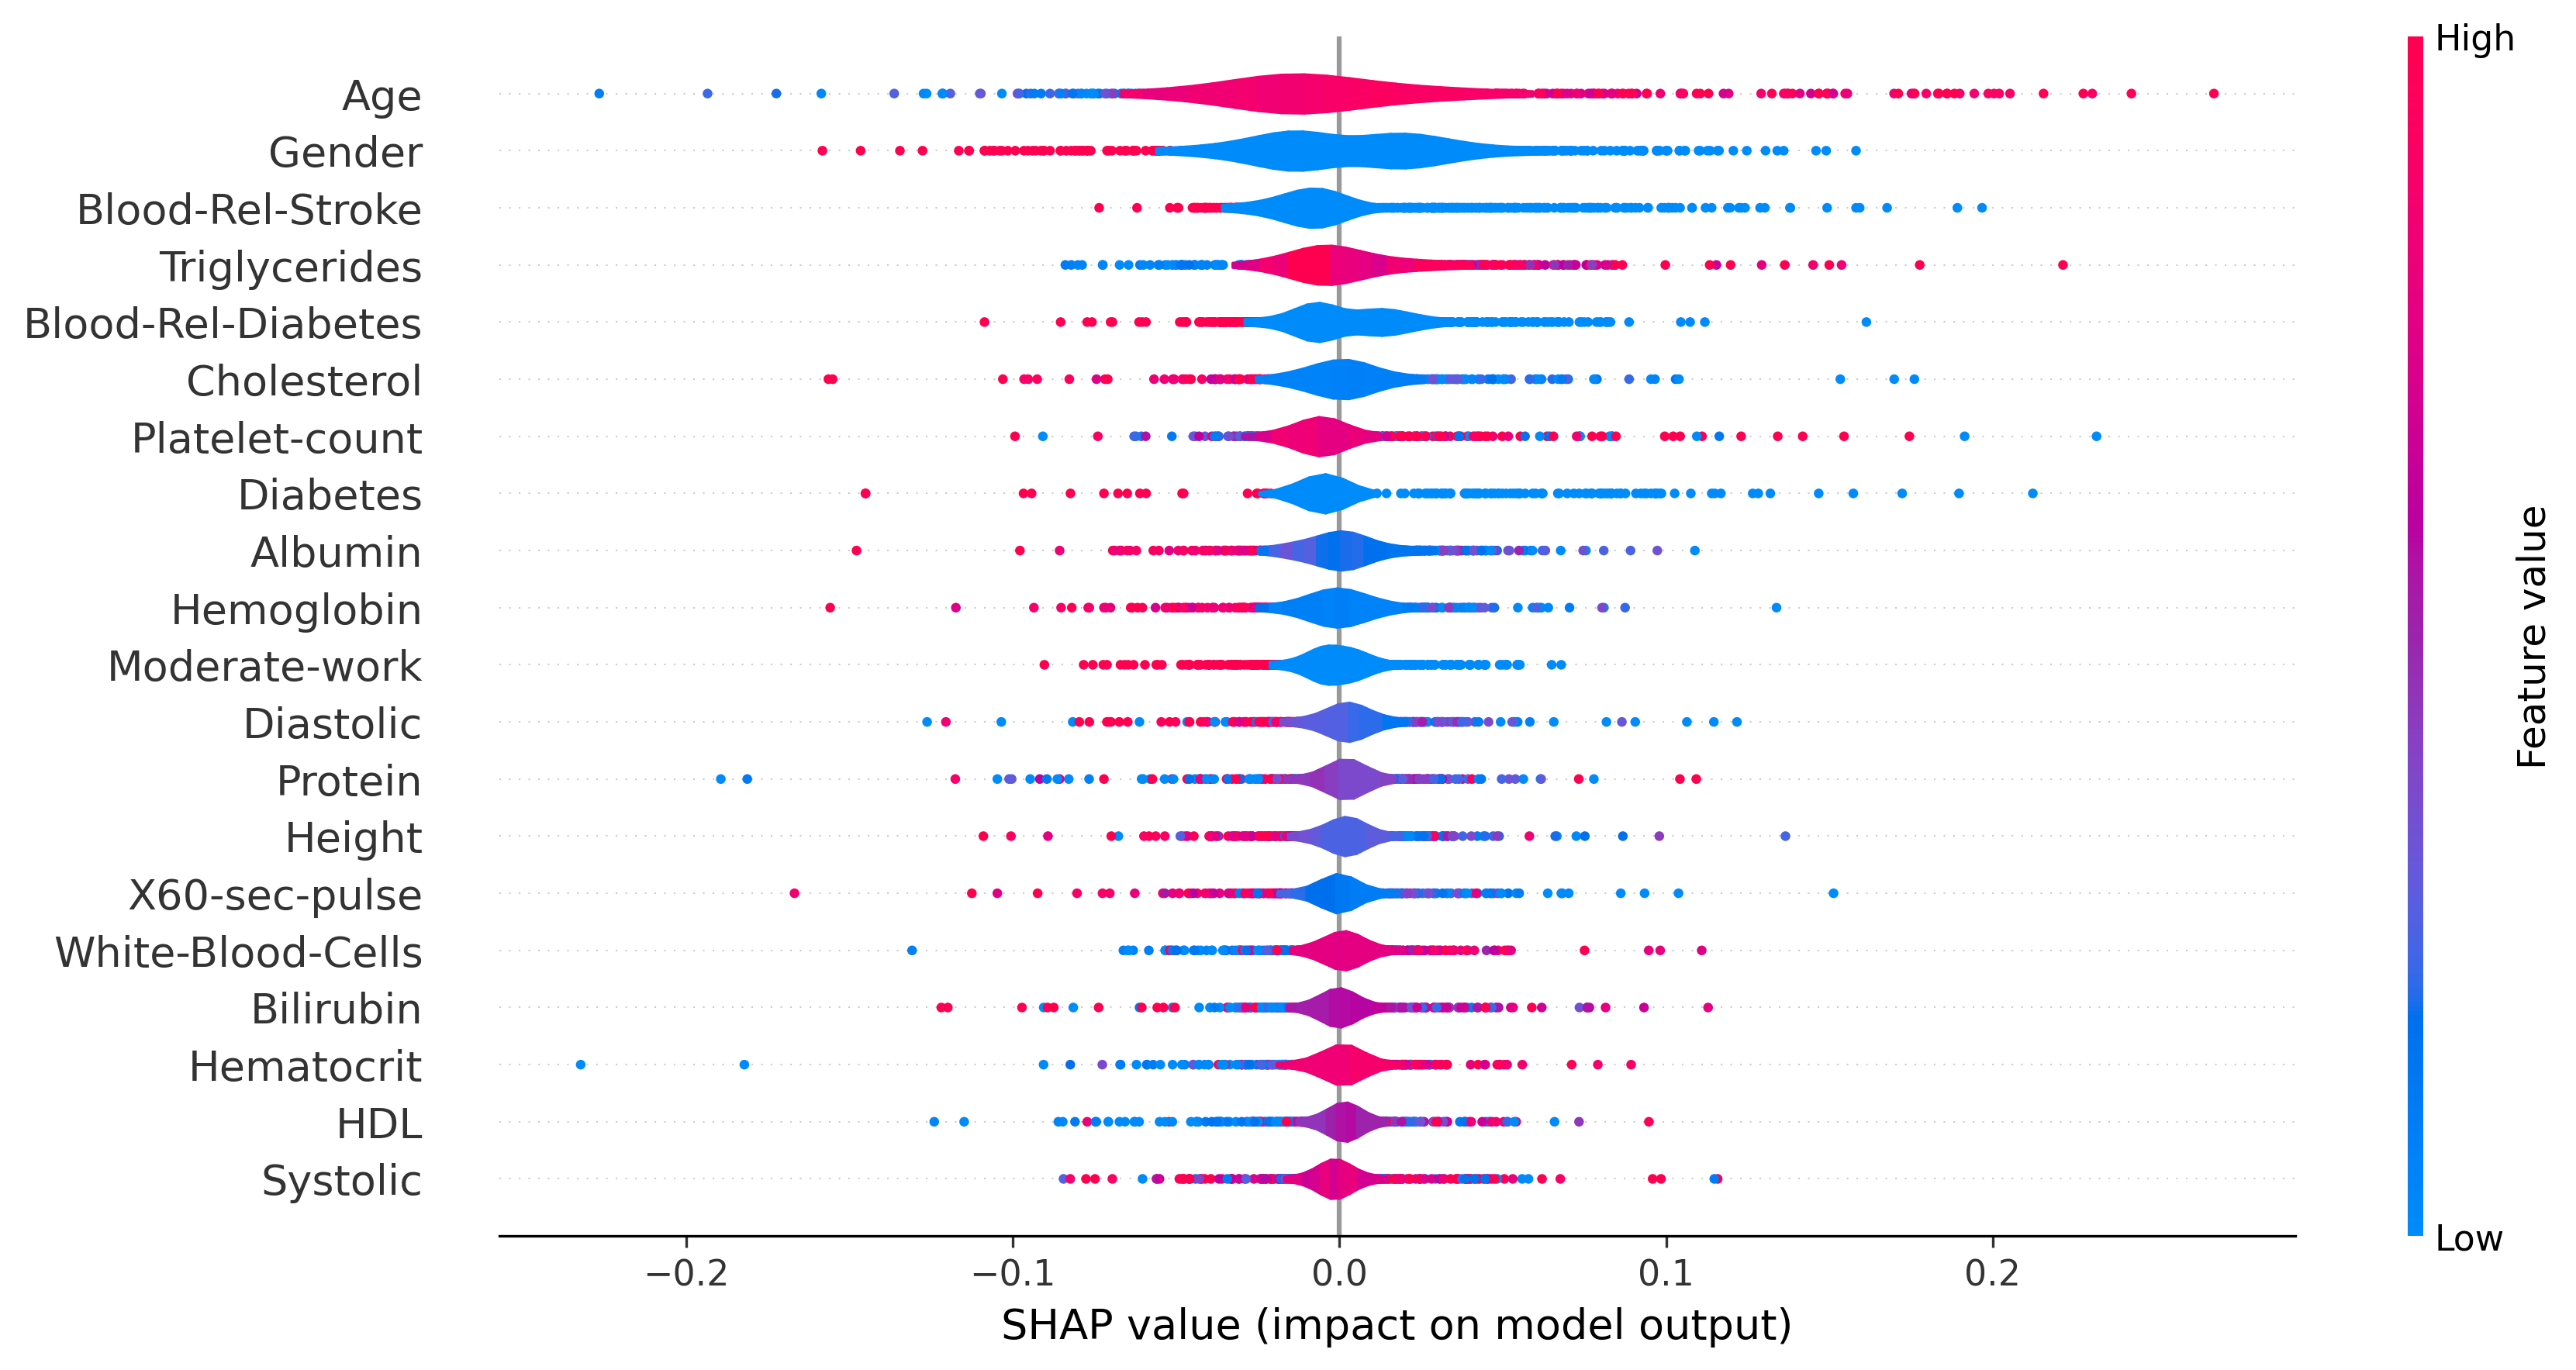 High
Age
Gender
Blood-Rel-Stroke
Triglycerides
Blood-Rel-Diabetes
Cholesterol
Platelet-count
Diabetes
Albumin
Hemoglobin
Moderate-work
Diastolic
Protein
Height
X60-sec-pulse
White-Blood-Cells
Bilirubin
Hematocrit
HDL
Systolic
Feature value
Low
−0.2 −0.1 0.0 0.1 0.2
SHAP value (impact on model output)